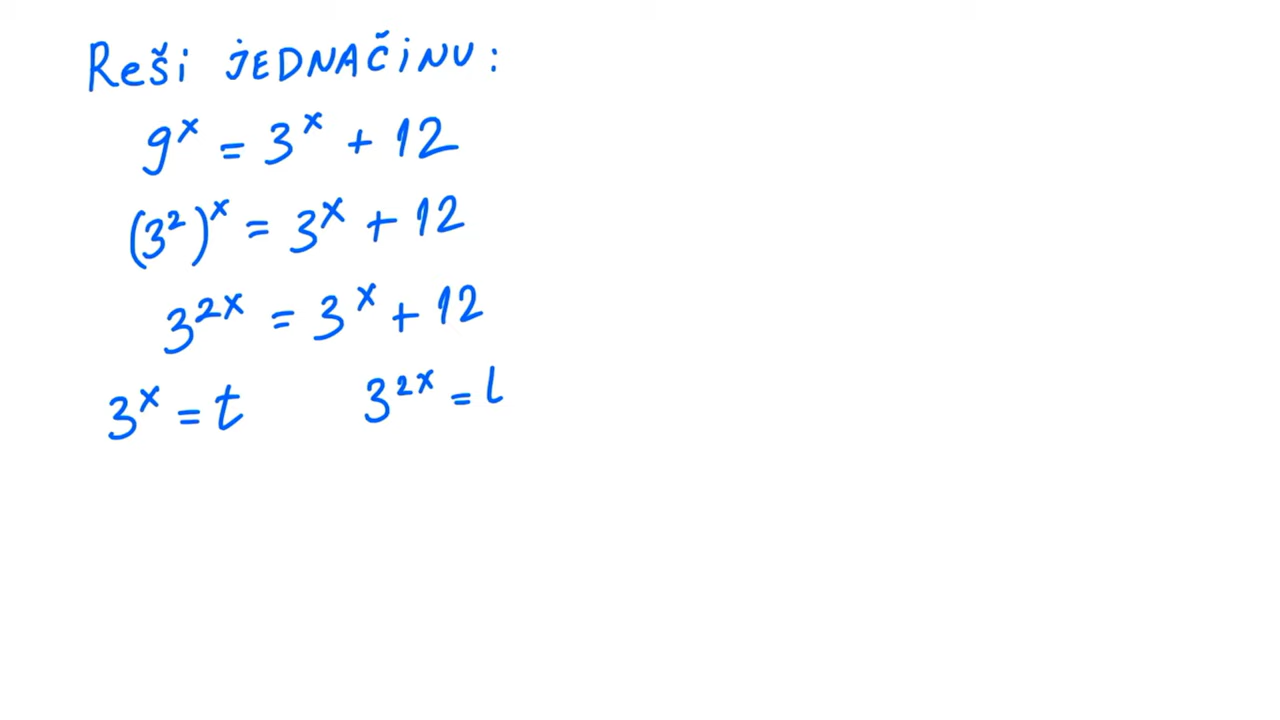 Reši JEDNAČINU:
9^x = 3^x + 12
(3^2)^x = 3^x + 12
3^{2x} = 3^x + 12
3^x = t 3^{2x} =